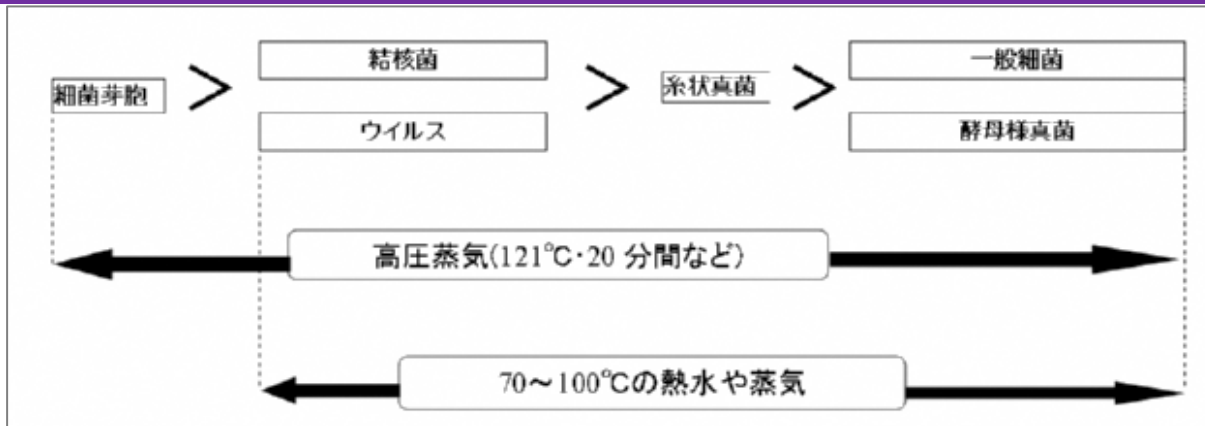 細菌芽胞
>
結核菌
ウイルス
>
糸状真菌
>
一般細菌
酵母様真菌
高圧蒸気(121℃・20 分間など)
70～100℃の熱水や蒸気